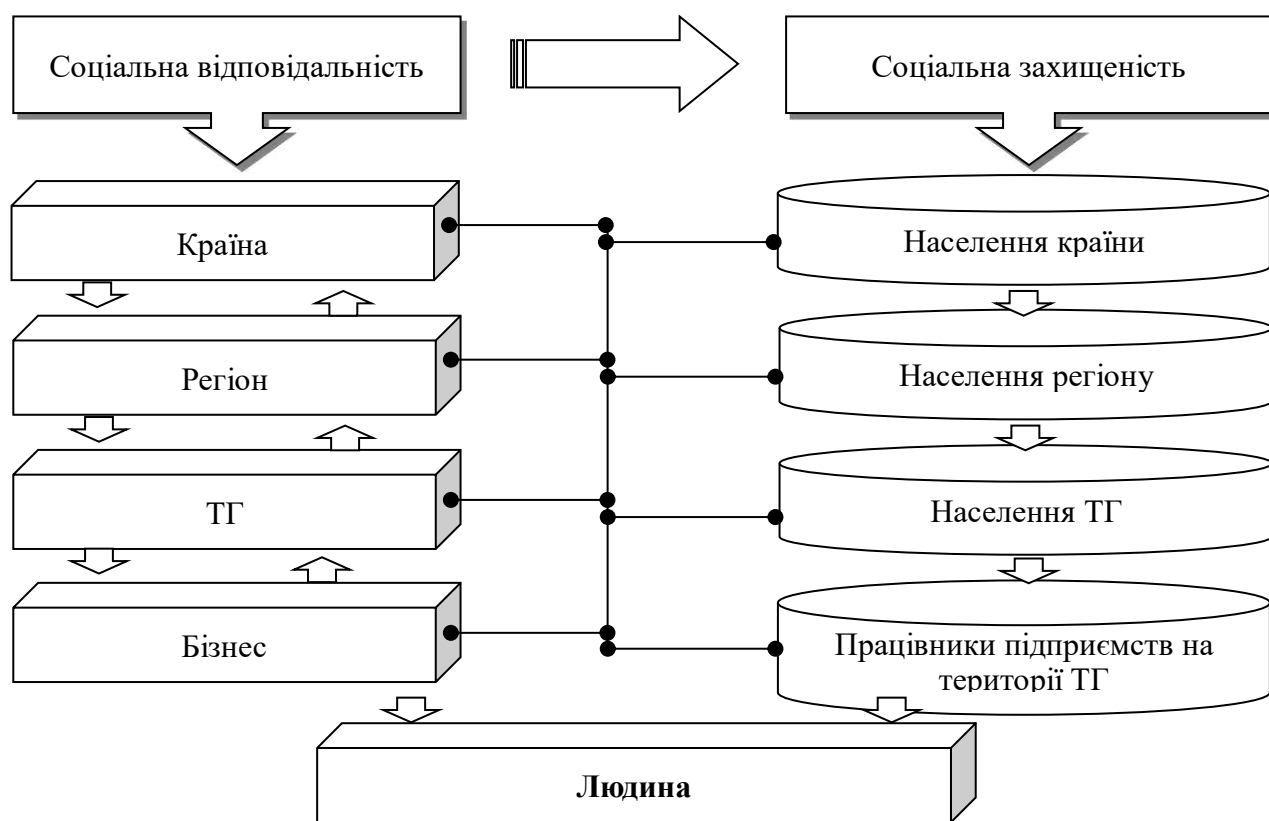 Соціальна відповідальність
Соціальна захищеність
Країна
Населення країни
Регіон
Населення регіону
ТГ
Населення ТГ
Бізнес
Працівники підприємств на
території ТГ
Людина